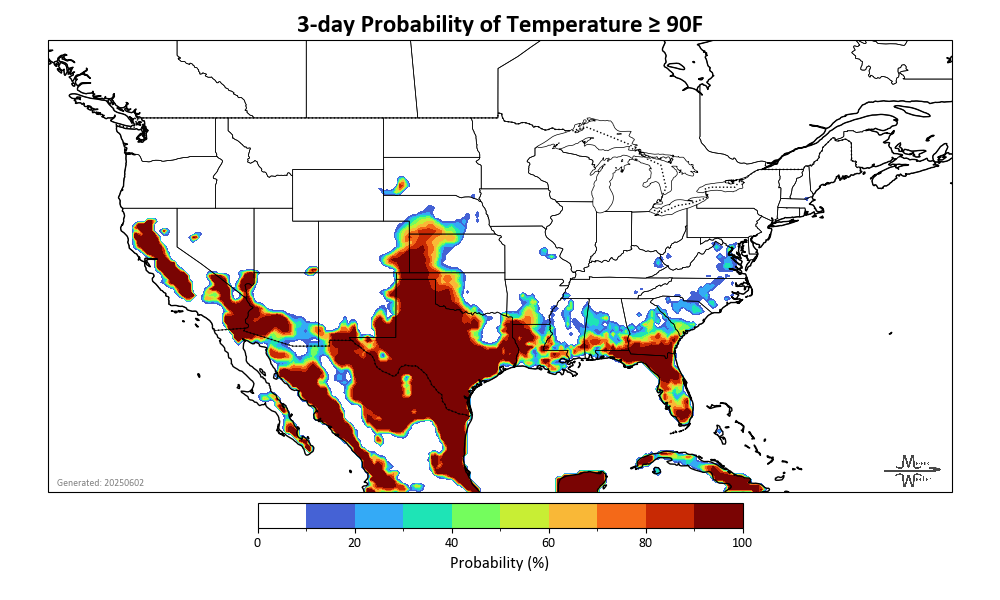 3-day Probability of Temperature ≥ 90F
Generated: 20250602
0 20 40 60 80 100
Probability (%)